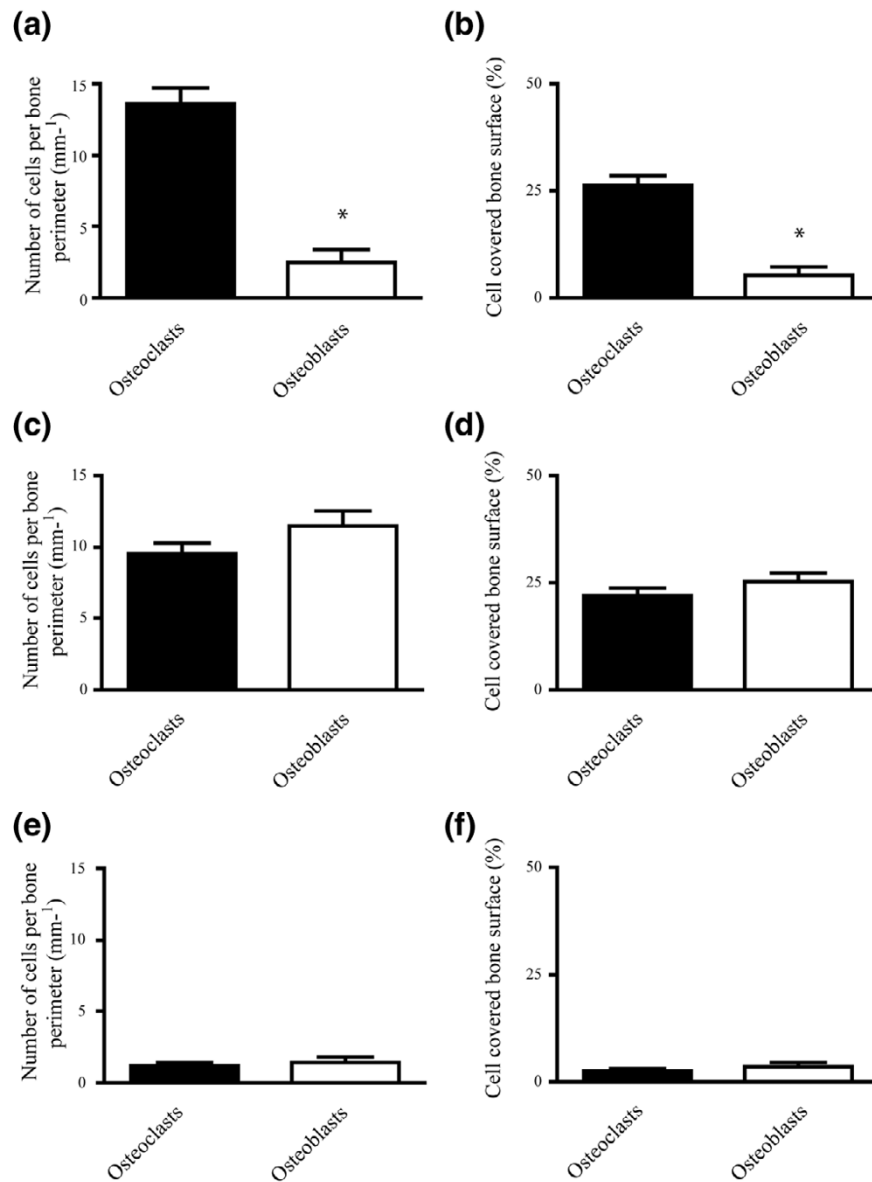 (a)
Number of cells per bone
perimeter (mm-¹)
15
10
5
0
*
Osteoclasts
Osteoblasts
(b)
Cell covered bone surface (%)
50
25
0
*
Osteoclasts
Osteoblasts
(c)
Number of cells per bone
perimeter (mm-¹)
15
10
5
0
Osteoclasts
Osteoblasts
(d)
Cell covered bone surface (%)
50
25
0
Osteoclasts
Osteoblasts
(e)
Number of cells per bone
perimeter (mm-¹)
15
10
5
0
Osteoclasts
Osteoblasts
(f)
Cell covered bone surface (%)
50
25
0
Osteoclasts
Osteoblasts